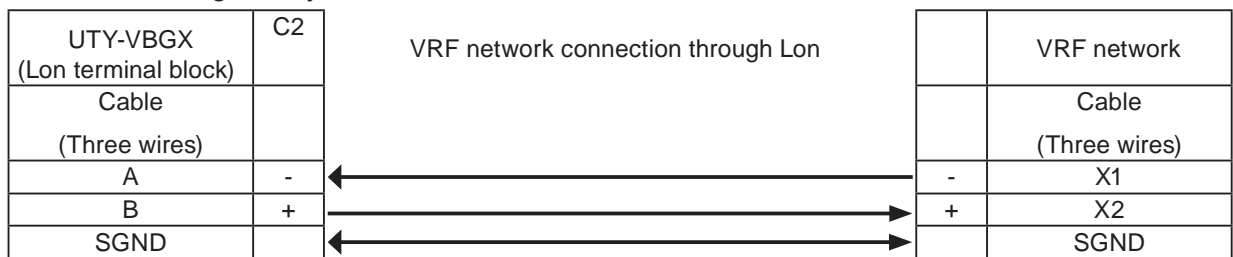 UTY-VBGX
(Lon terminal block)
C2
VRF network connection through Lon
VRF network
Cable
(Three wires)
Cable
(Three wires)
A - - X1
B + + X2
SGND SGND